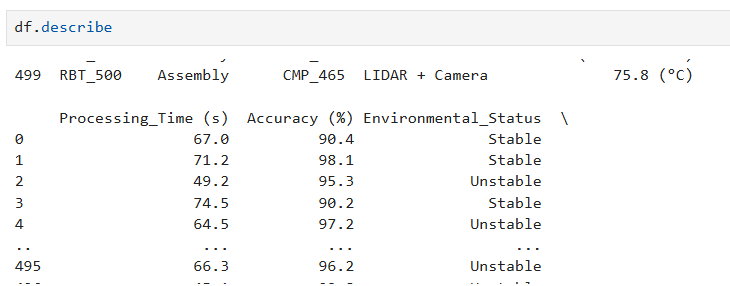 df.describe
499 RBT_500 Assembly CMP_465 LIDAR + Camera 75.8 (°C)
Processing_Time (s) Accuracy (%) Environmental_Status \
0 67.0 90.4 Stable
1 71.2 98.1 Stable
2 49.2 95.3 Unstable
3 74.5 90.2 Stable
4 64.5 97.2 Unstable
.. ... ... ...
495 66.3 96.2 Unstable